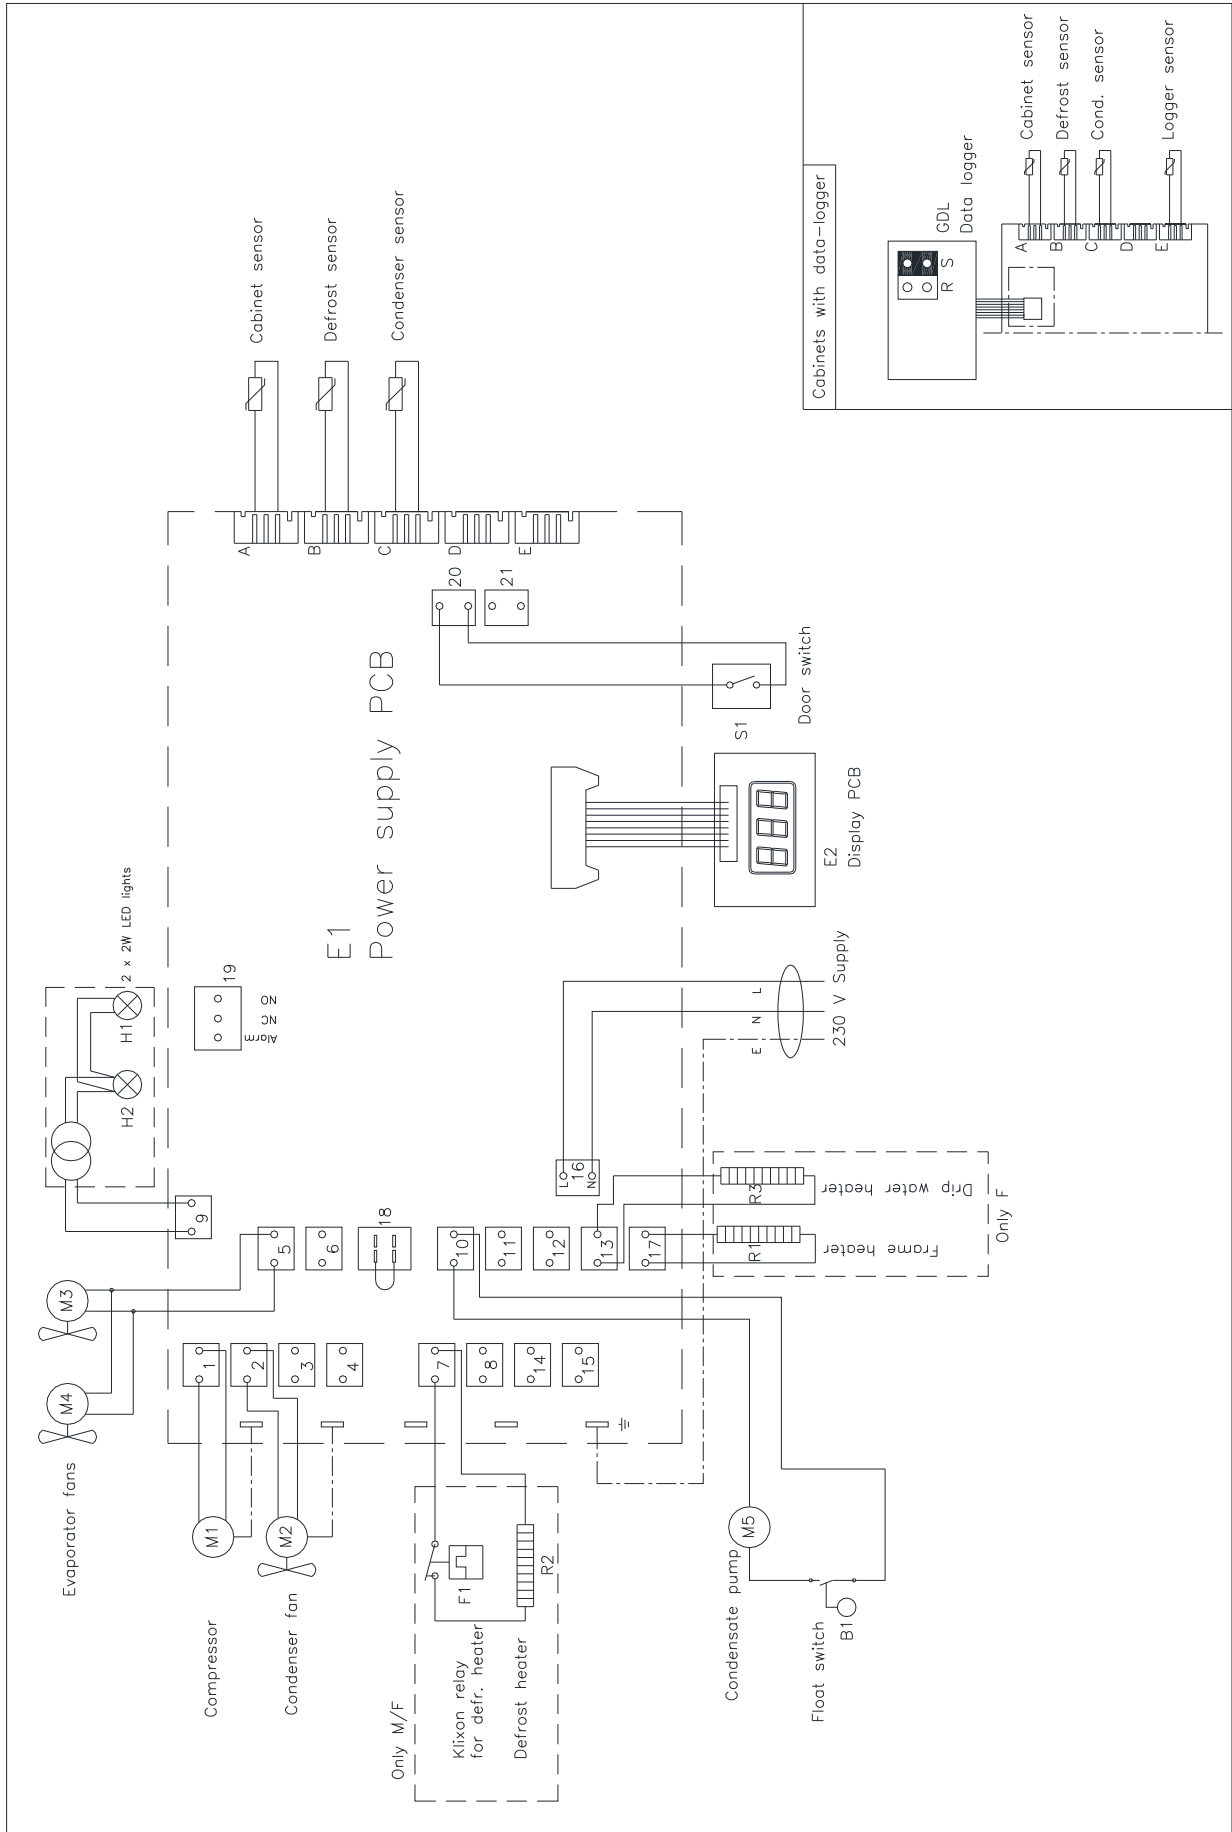 Evaporator fans
M4
M3
H2
H1
2 x 2W LED lights
Compressor
M1
Condenser fan
M2
1
2
3
4
5
6
9
18
19
Alarm
NC
NO
E1
Power supply PCB
A
B
C
D
E
Cabinet sensor
Defrost sensor
Condenser sensor
Only M/F
Klixon relay
for defr. heater
F1
Defrost heater
R2
7
8
14
15
10
11
12
13
17
L
16
N
20
21
Condensate pump
M5
Float switch
B1
R1
Frame heater
R3
Drip water heater
Only F
E
N
L
230 V Supply
E2
Display PCB
S1
Door switch
Cabinets with data-logger
R
S
GDL
Data logger
A
B
C
D
E
Cabinet sensor
Defrost sensor
Cond. sensor
Logger sensor